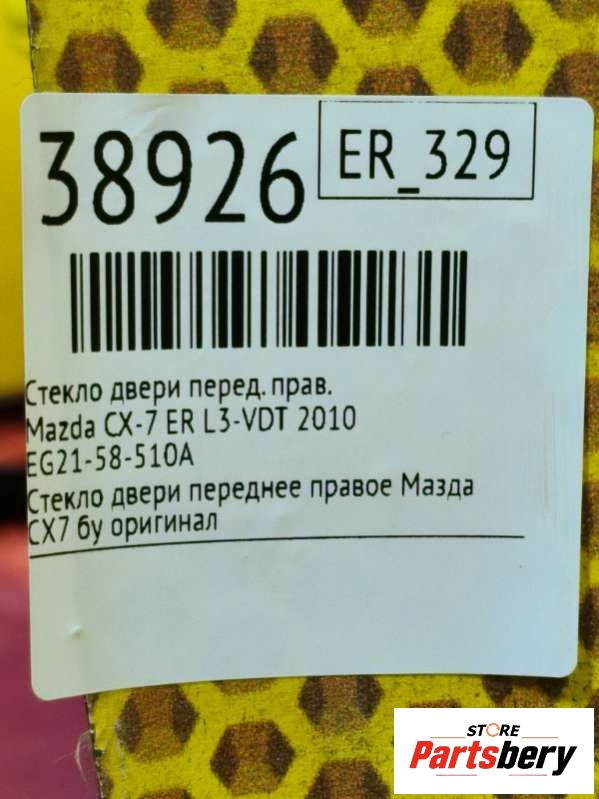 38926
ER_329
Стекло двери перед. прав.
Mazda CX-7 ER L3-VDT 2010
EG21-58-510A
Стекло двери переднее правое Мазда
СХ7 бу оригинал
STORE
Partsbery